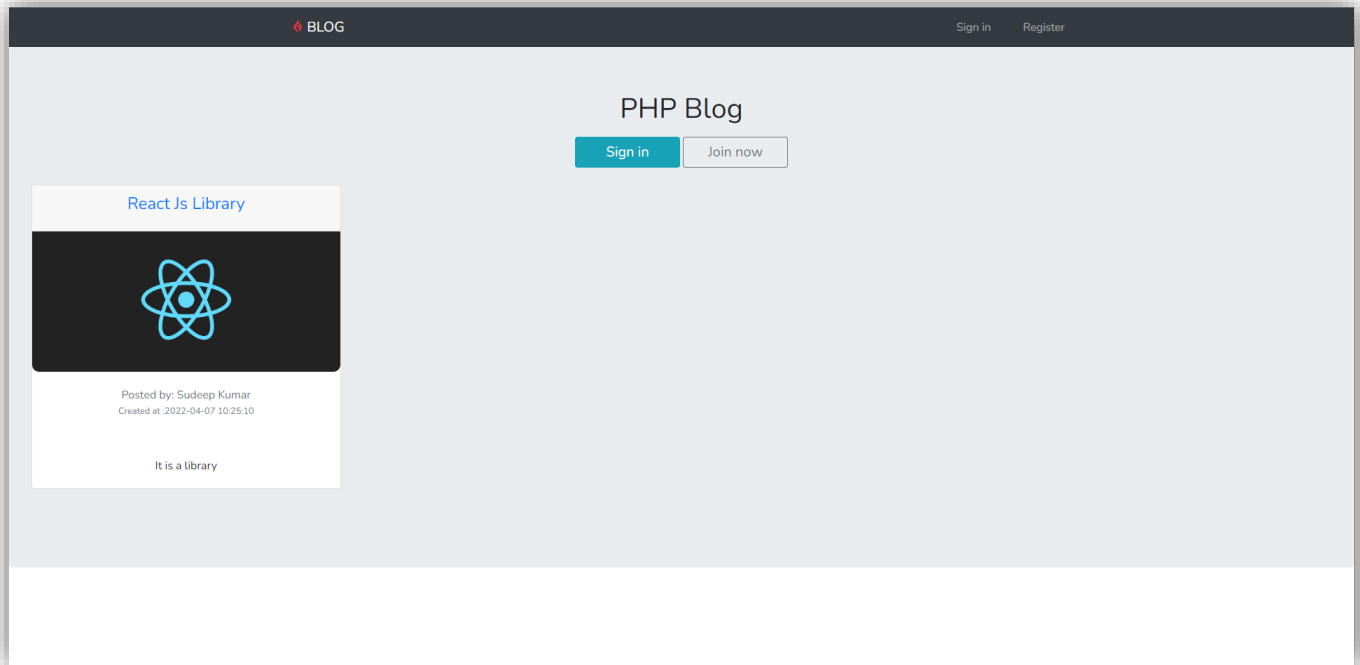 BLOG
Sign in
Register
PHP Blog
Sign in
Join now
React Js Library
Posted by: Sudeep Kumar
Created at :2022-04-07 10:25:10
It is a library